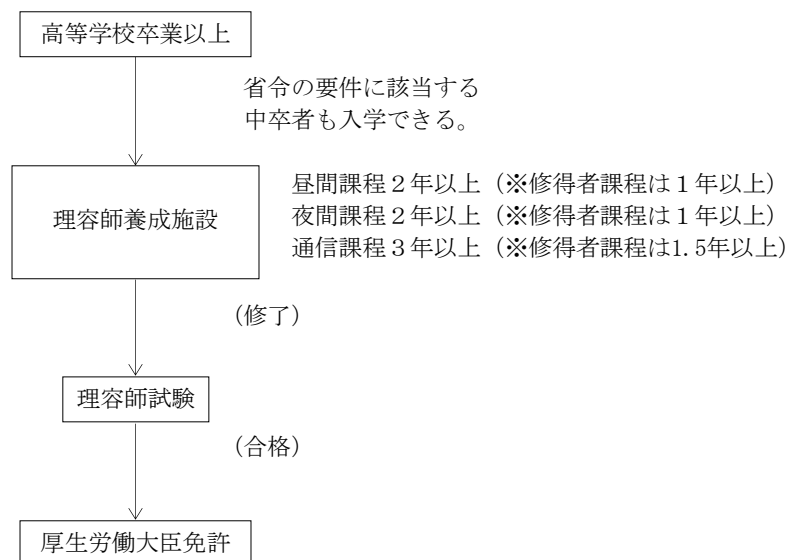 高等学校卒業以上
省令の要件に該当する
中卒者も入学できる。
理容師養成施設
昼間課程２年以上（※修得者課程は１年以上）
夜間課程２年以上（※修得者課程は１年以上）
通信課程３年以上（※修得者課程は1.5年以上）
（修了）
理容師試験
（合格）
厚生労働大臣免許